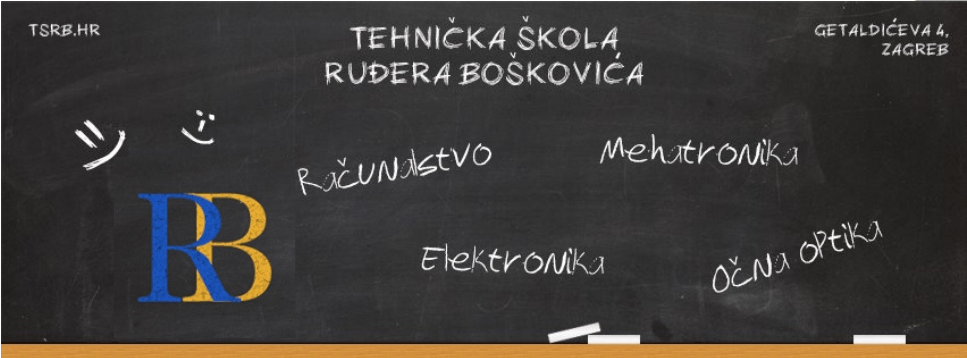 TSRB.HR
TEHNIČKA ŠKOLA
RUĐERA BOŠKOVIĆA
GETALDIĆEVA 4,
ZAGREB
Računalstvo
Mehatronika
RB
Elektronika
Očna optika